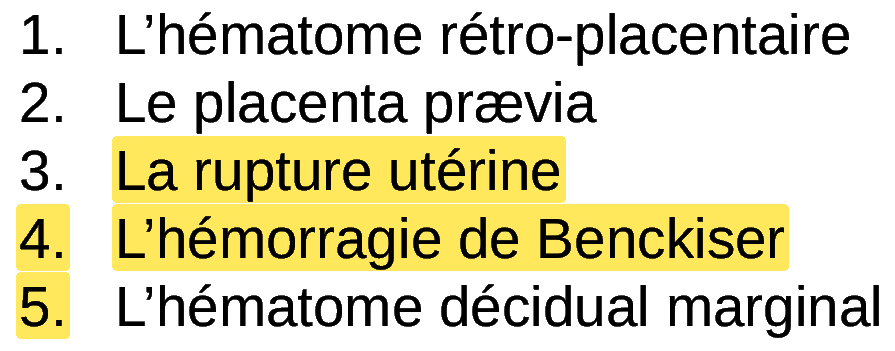 1. L’hématome rétro-placentaire
2. Le placenta prævia
3. La rupture utérine
4. L’hémorragie de Benckiser
5. L’hématome décidual marginal